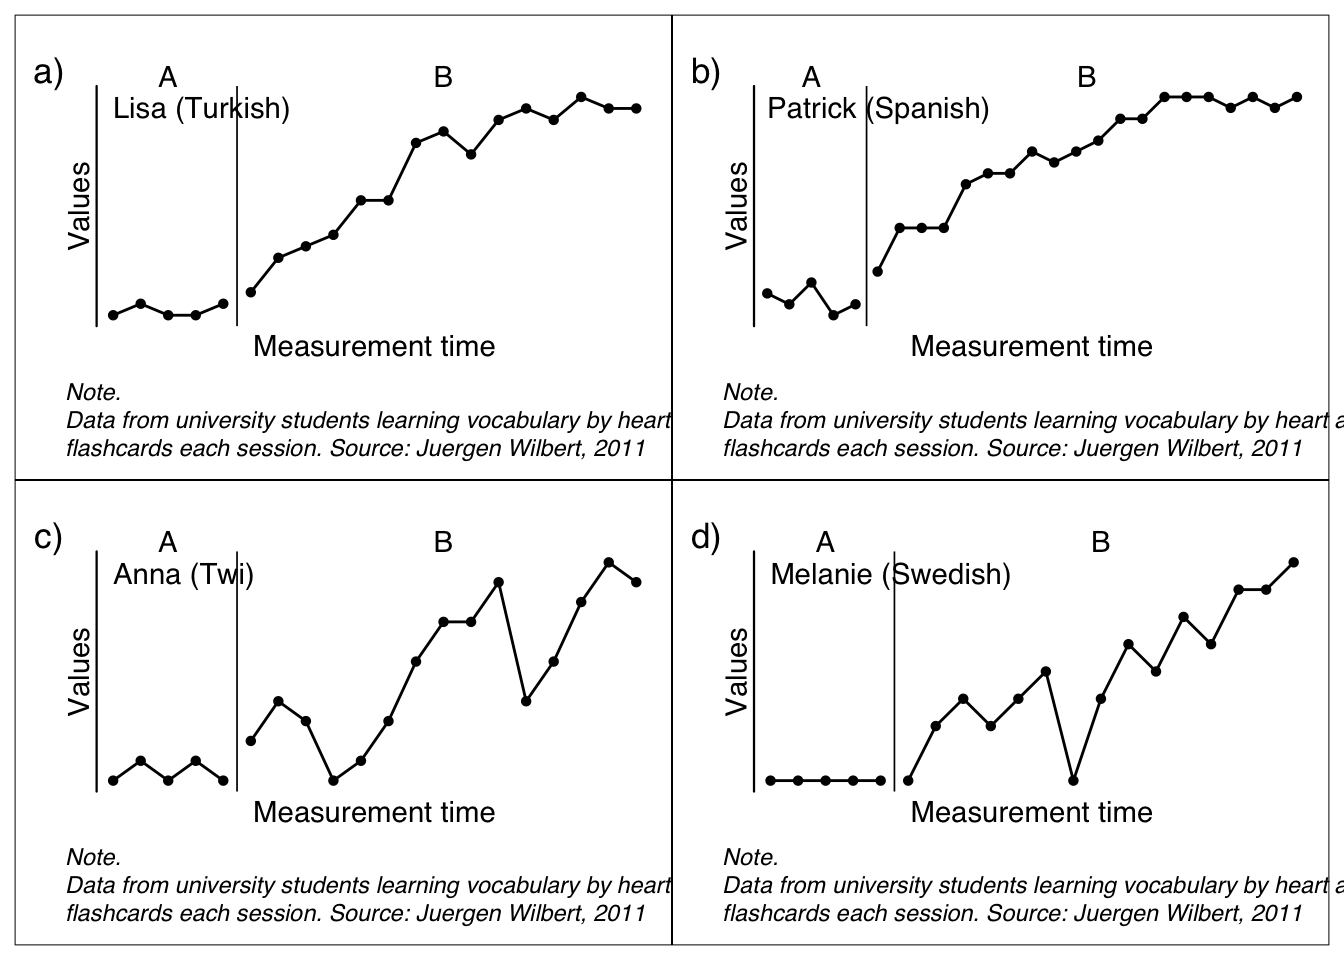 a)
A
B
Lisa (Turkish)
Values
Measurement time
Note.
Data from university students learning vocabulary by heart
flashcards each session. Source: Juergen Wilbert, 2011
b)
A
B
Patrick (Spanish)
Values
Measurement time
Note.
Data from university students learning vocabulary by heart a
flashcards each session. Source: Juergen Wilbert, 2011
c)
A
B
Anna (Twi)
Values
Measurement time
Note.
Data from university students learning vocabulary by heart
flashcards each session. Source: Juergen Wilbert, 2011
d)
A
B
Melanie (Swedish)
Values
Measurement time
Note.
Data from university students learning vocabulary by heart a
flashcards each session. Source: Juergen Wilbert, 2011